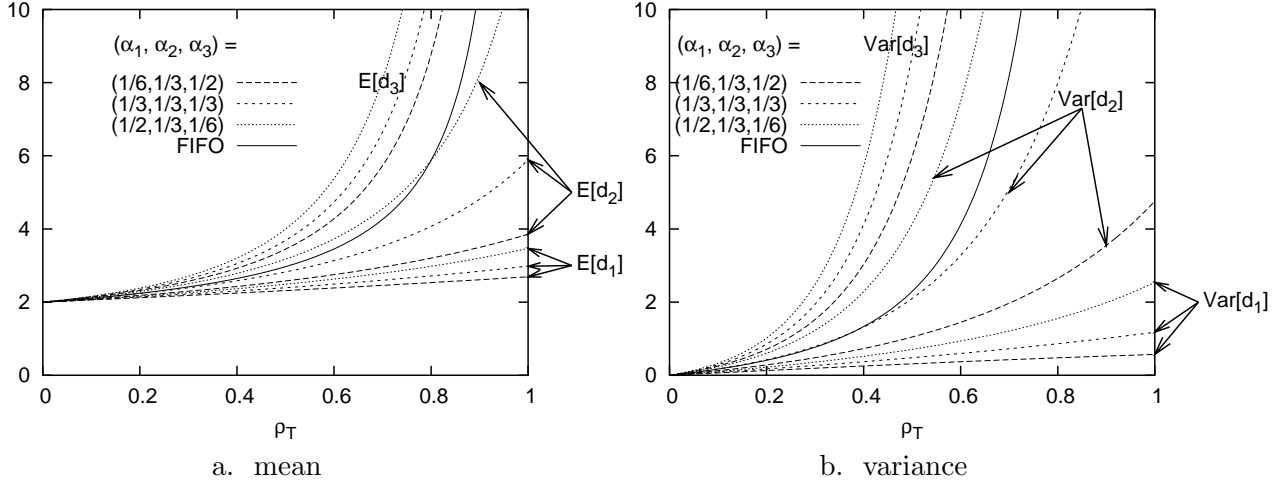 10
8
6
4
2
0
0
0.2
0.4
0.6
0.8
1
ρT
(α1, α2, α3) =
(1/6,1/3,1/2)
(1/3,1/3,1/3)
(1/2,1/3,1/6)
FIFO
E[d3]
E[d2]
E[d1]
a. mean
10
8
6
4
2
0
0
0.2
0.4
0.6
0.8
1
ρT
(α1, α2, α3) =
(1/6,1/3,1/2)
(1/3,1/3,1/3)
(1/2,1/3,1/6)
FIFO
Var[d3]
Var[d2]
Var[d1]
b. variance